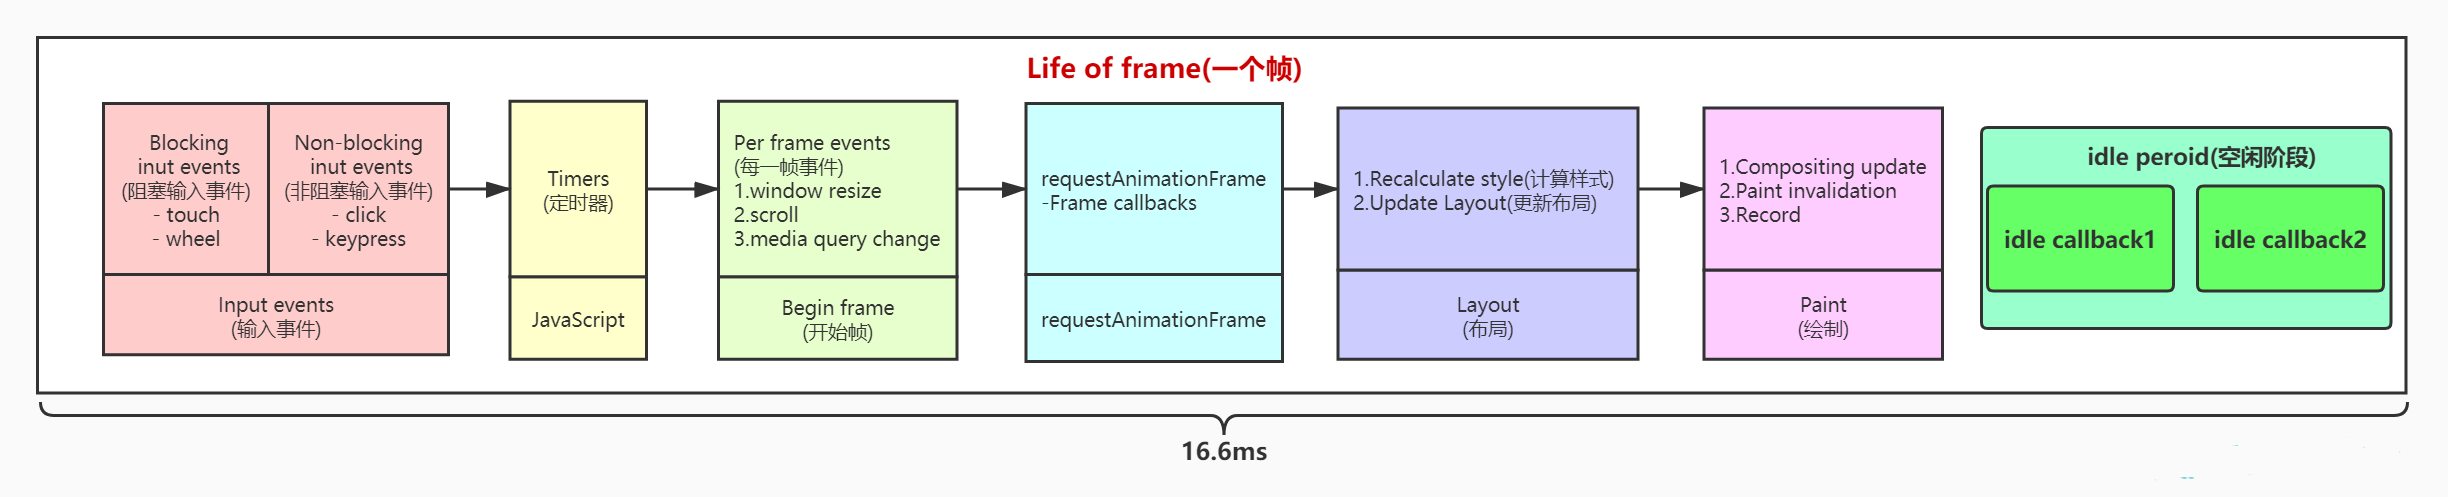 Life of frame(一个帧)
Blocking
inut events
(阻塞输入事件)
- touch
- wheel
Non-blocking
inut events
(非阻塞输入事件)
- click
- keypress
Input events
(输入事件)
Timers
(定时器)
JavaScript
Per frame events
(每一帧事件)
1.window resize
2.scroll
3.media query change
Begin frame
(开始帧)
requestAnimationFrame
-Frame callbacks
requestAnimationFrame
1.Recalculate style(计算样式)
2.Update Layout(更新布局)
Layout
(布局)
1.Compositing update
2.Paint invalidation
3.Record
Paint
(绘制)
idle peroid(空闲阶段)
idle callback1
idle callback2
16.6ms